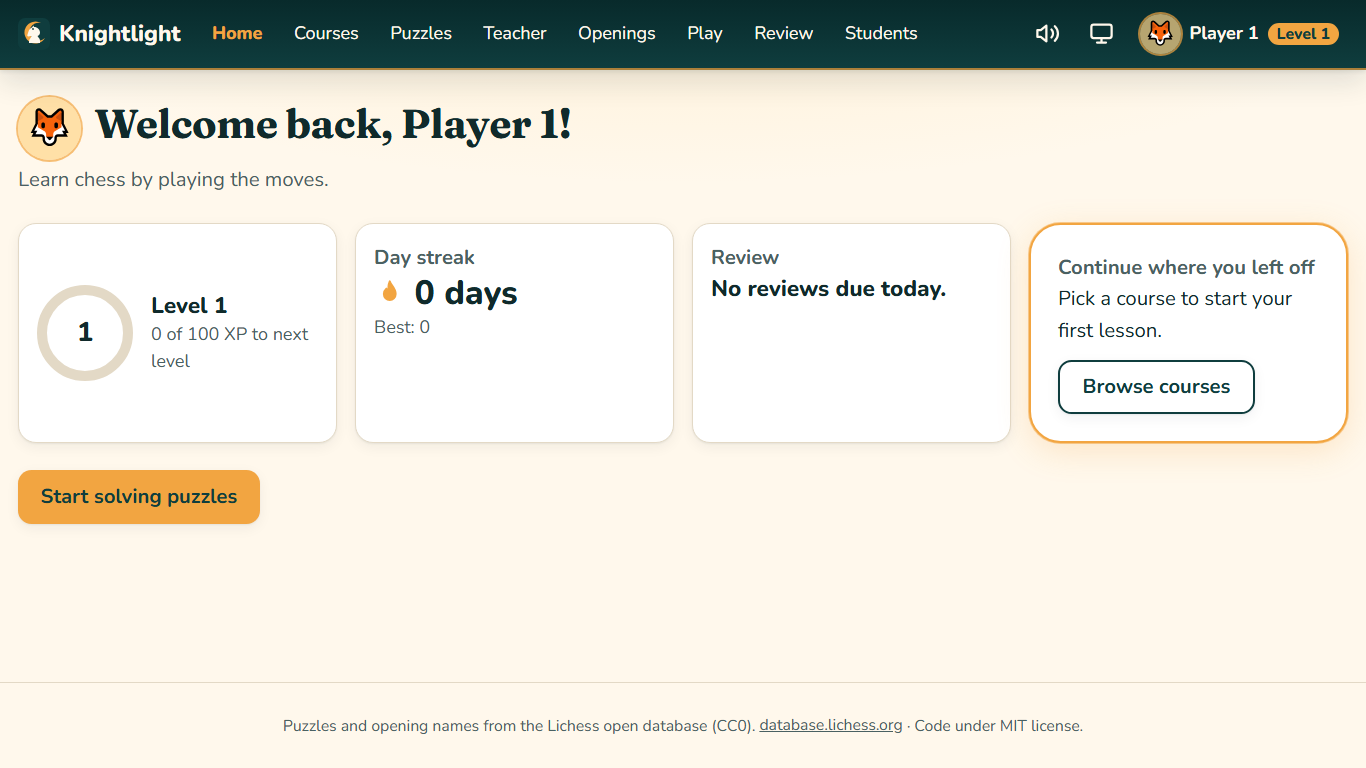 Knightlight Home Courses Puzzles Teacher Openings Play Review Students Player 1 Level 1
Welcome back, Player 1!
Learn chess by playing the moves.
1
Level 1
0 of 100 XP to next
level
Day streak
0 days
Best: 0
Review
No reviews due today.
Continue where you left off
Pick a course to start your
first lesson.
Browse courses
Start solving puzzles
Puzzles and opening names from the Lichess open database (CC0). database.lichess.org · Code under MIT license.